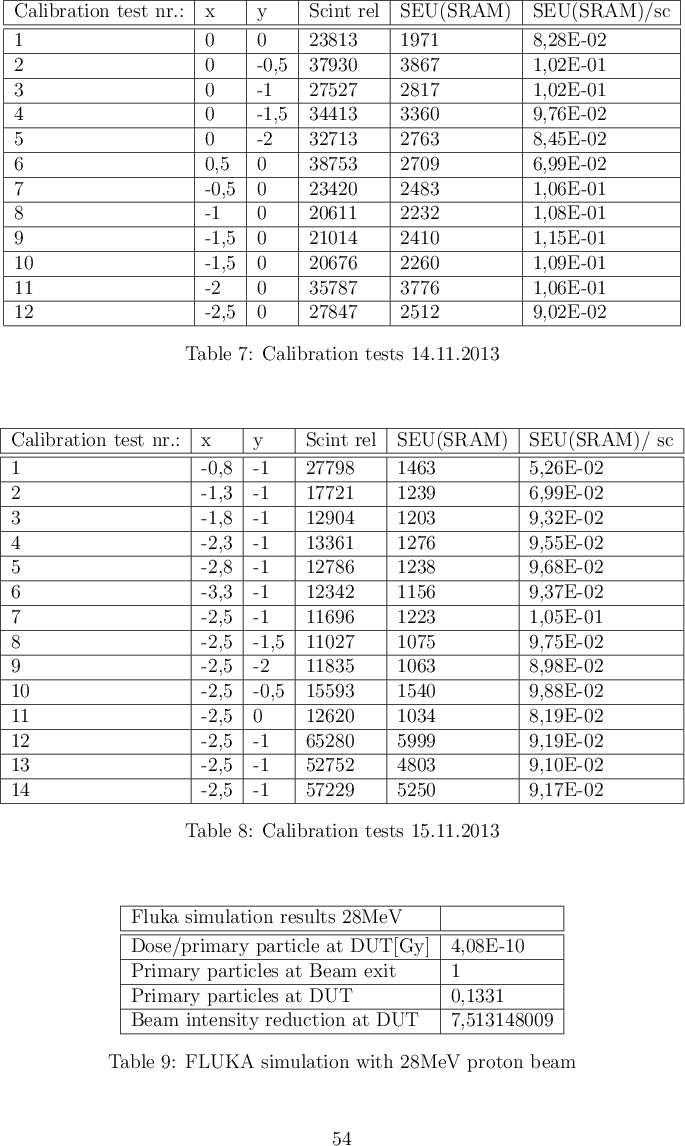 Calibration test nr.: x y Scint rel SEU(SRAM) SEU(SRAM)/sc
1 0 0 23813 1971 8,28E-02
2 0 -0,5 37930 3867 1,02E-01
3 0 -1 27527 2817 1,02E-01
4 0 -1,5 34413 3360 9,76E-02
5 0 -2 32713 2763 8,45E-02
6 0,5 0 38753 2709 6,99E-02
7 -0,5 0 23420 2483 1,06E-01
8 -1 0 20611 2232 1,08E-01
9 -1,5 0 21014 2410 1,15E-01
10 -1,5 0 20676 2260 1,09E-01
11 -2 0 35787 3776 1,06E-01
12 -2,5 0 27847 2512 9,02E-02
Table 7: Calibration tests 14.11.2013
Calibration test nr.: x y Scint rel SEU(SRAM) SEU(SRAM)/ sc
1 -0,8 -1 27798 1463 5,26E-02
2 -1,3 -1 17721 1239 6,99E-02
3 -1,8 -1 12904 1203 9,32E-02
4 -2,3 -1 13361 1276 9,55E-02
5 -2,8 -1 12786 1238 9,68E-02
6 -3,3 -1 12342 1156 9,37E-02
7 -2,5 -1 11696 1223 1,05E-01
8 -2,5 -1,5 11027 1075 9,75E-02
9 -2,5 -2 11835 1063 8,98E-02
10 -2,5 -0,5 15593 1540 9,88E-02
11 -2,5 0 12620 1034 8,19E-02
12 -2,5 -1 65280 5999 9,19E-02
13 -2,5 -1 52752 4803 9,10E-02
14 -2,5 -1 57229 5250 9,17E-02
Table 8: Calibration tests 15.11.2013
Fluka simulation results 28MeV
Dose/primary particle at DUT[Gy] 4,08E-10
Primary particles at Beam exit 1
Primary particles at DUT 0,1331
Beam intensity reduction at DUT 7,513148009
Table 9: FLUKA simulation with 28MeV proton beam
54